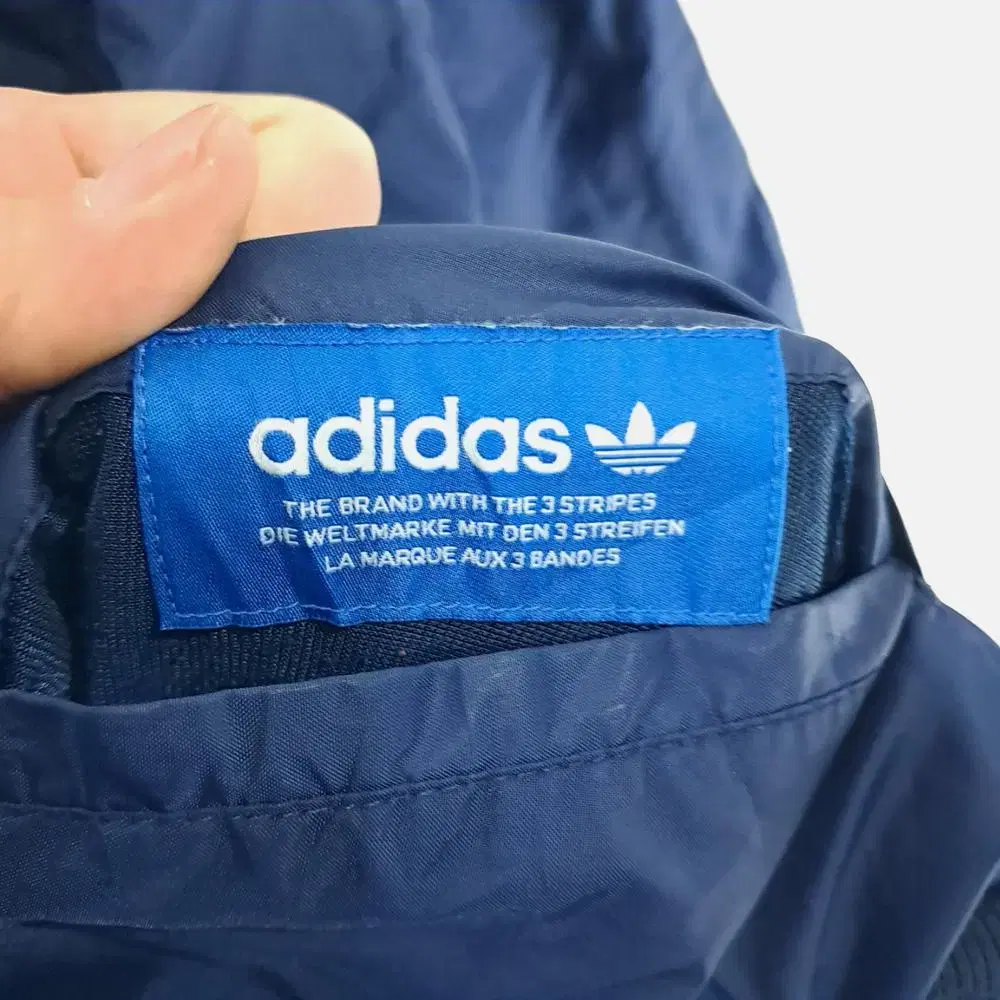 adidas
THE BRAND WITH THE 3 STRIPES
DIE WELTMARKE MIT DEN 3 STREIFEN
LA MARQUE AUX 3 BANDES